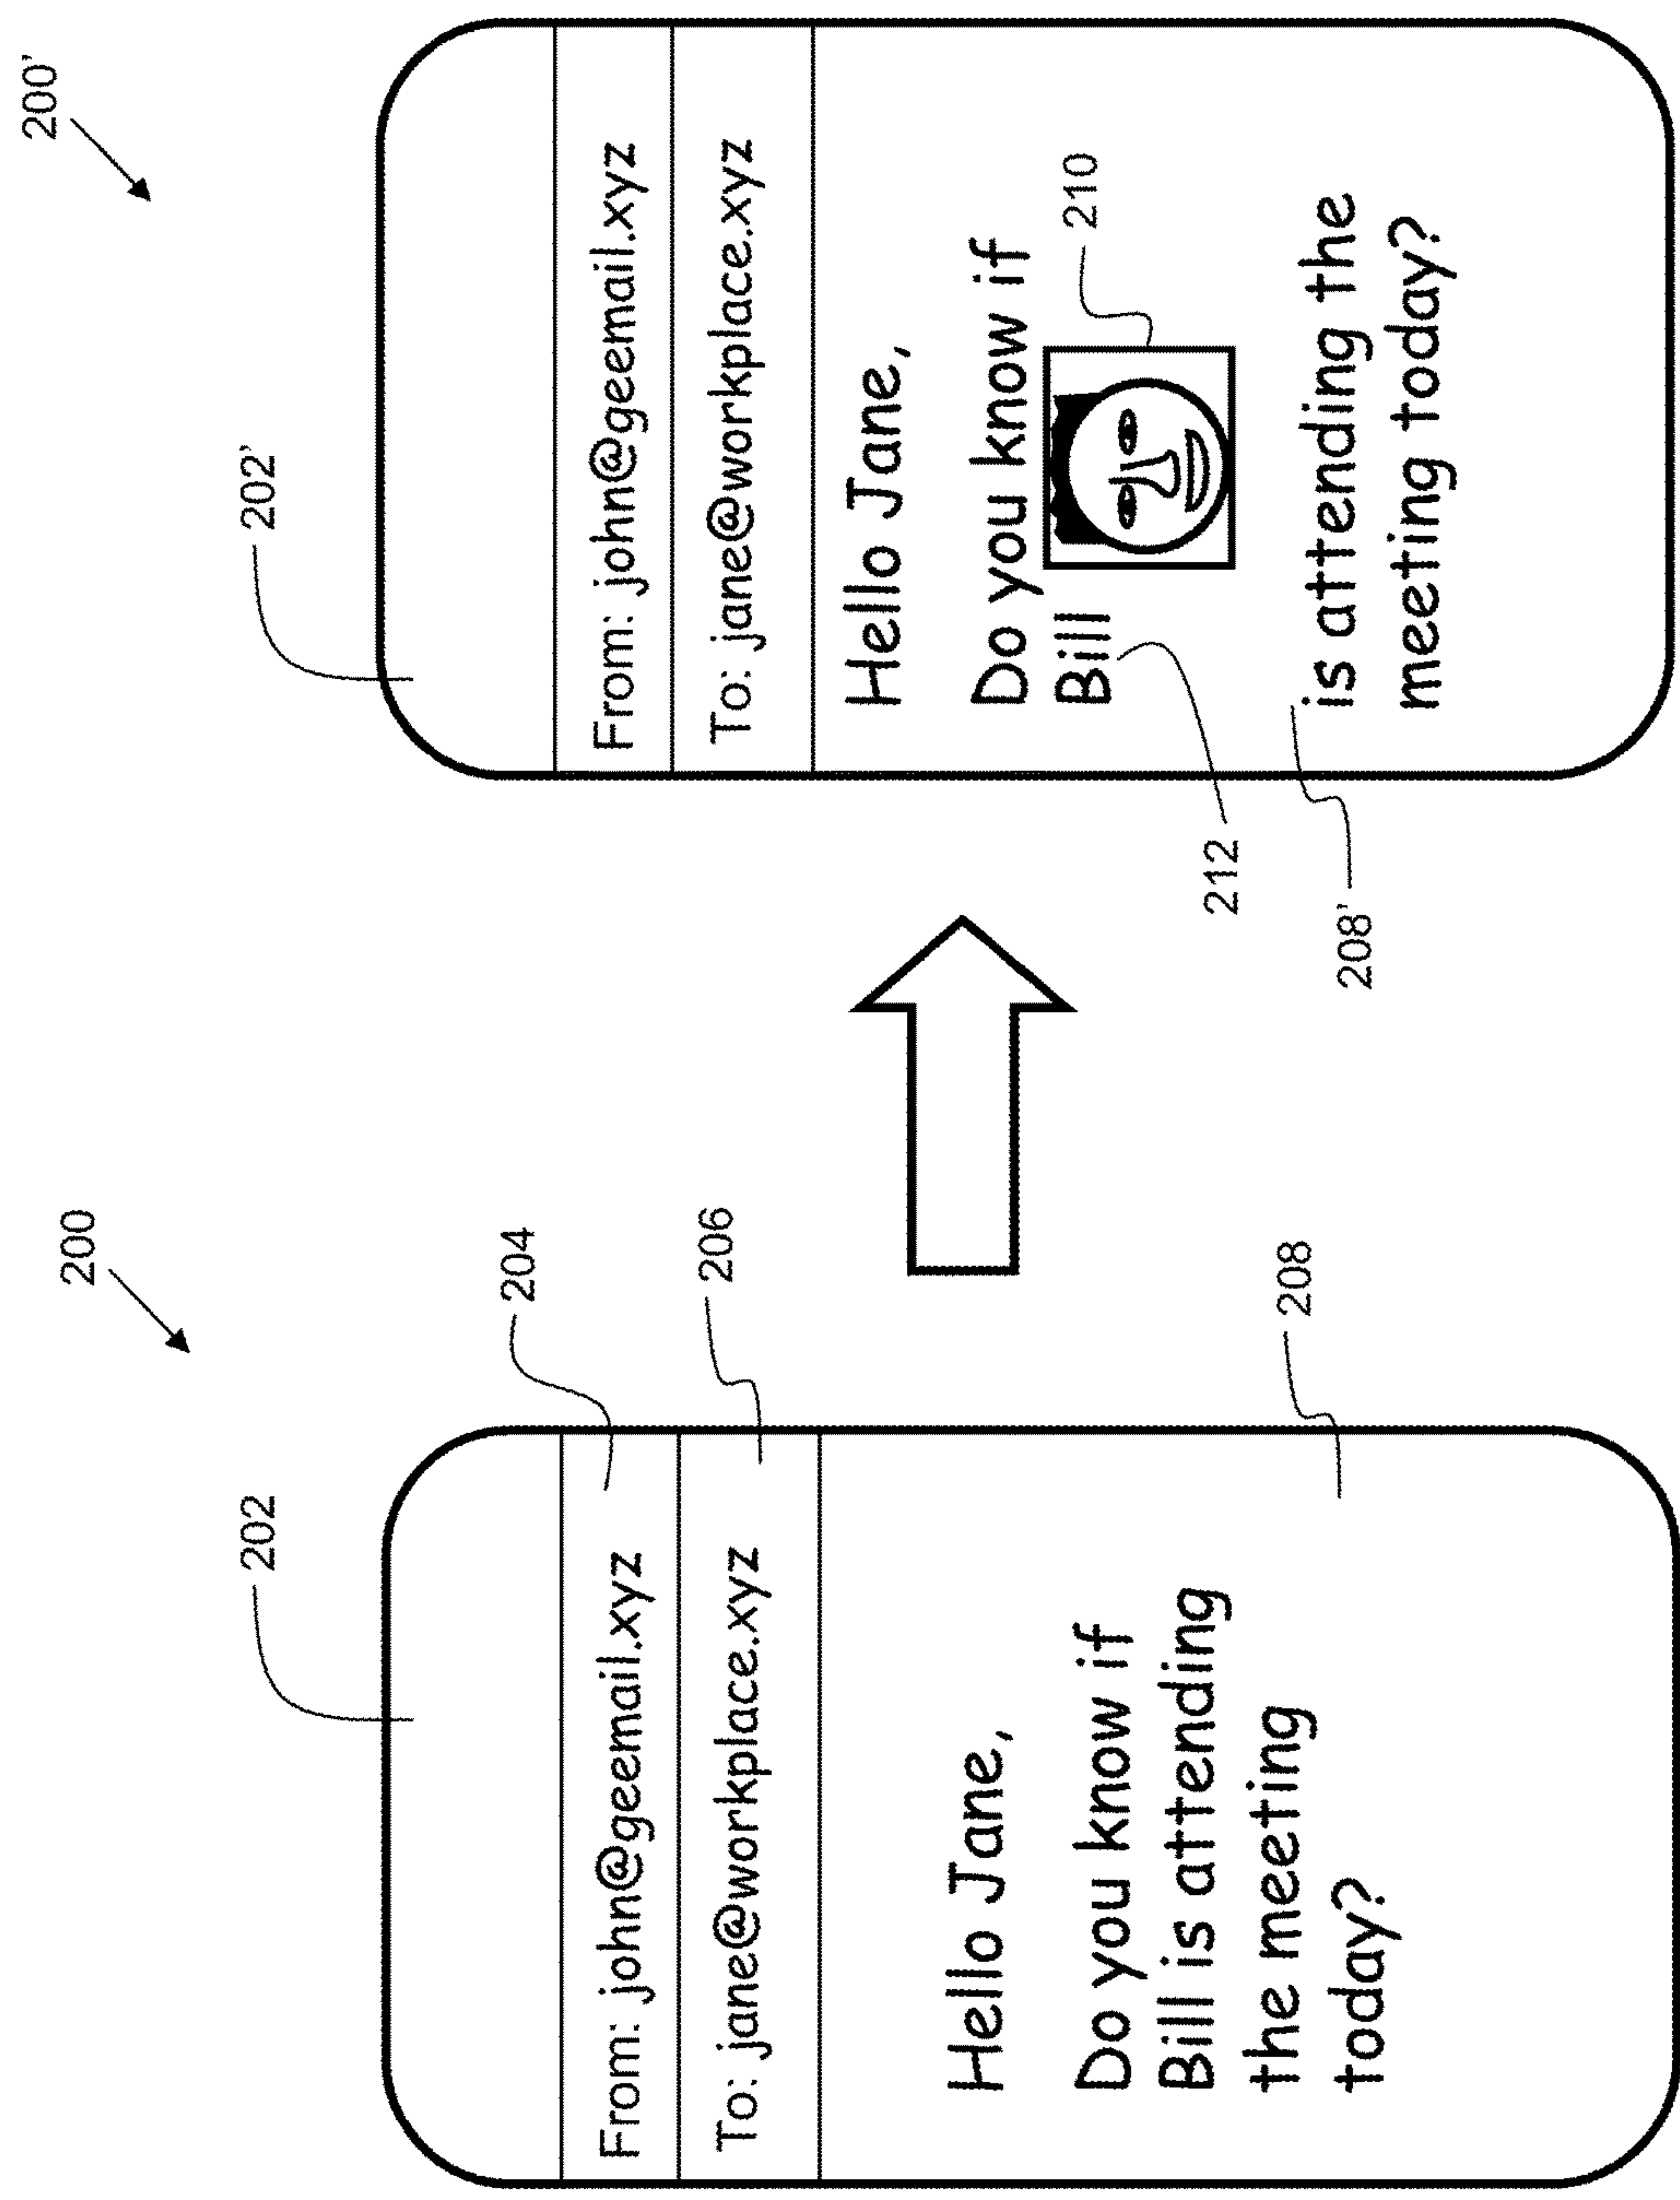 200
202
From: john@geemail.xyz
204
To: jane@workplace.xyz
206
Hello Jane,
Do you know if
Bill is attending
the meeting
today?
208
200'
202'
From: john@geemail.xyz
To: jane@workplace.xyz
Hello Jane,
Do you know if
Bill
210
212
is attending the
meeting today?
208'